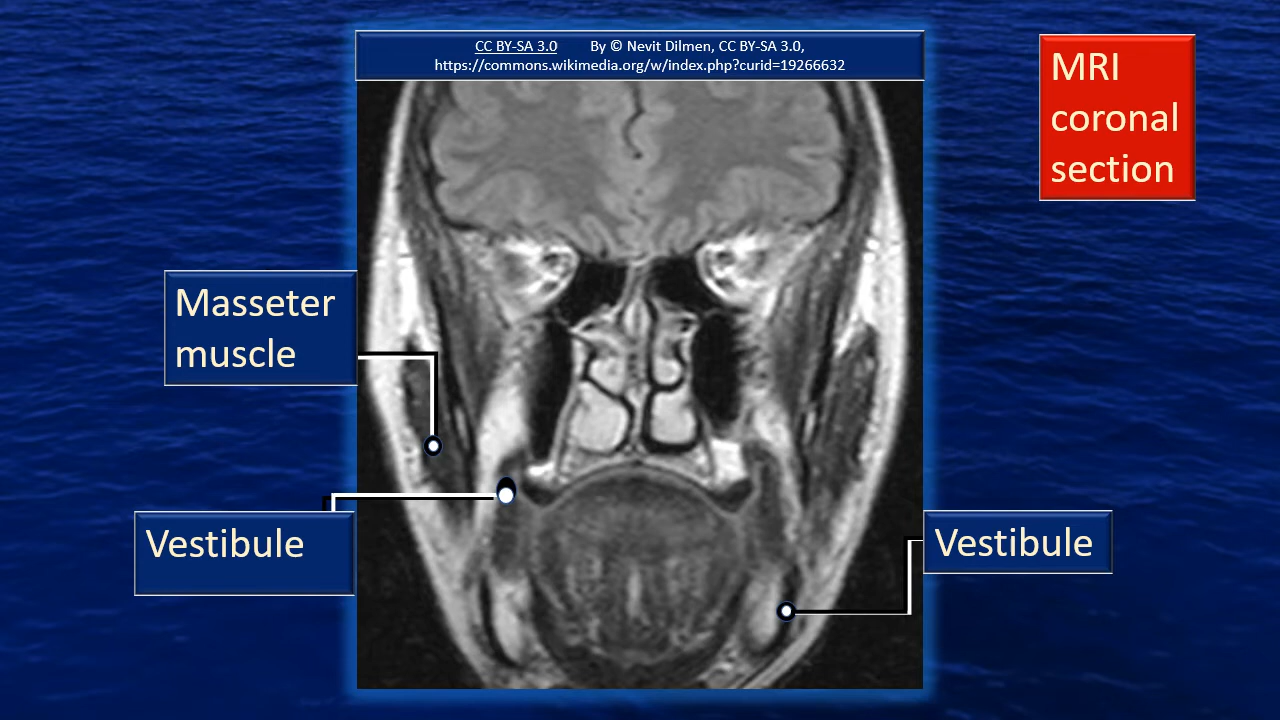 CC BY-SA 3.0 By © Nevit Dilmen, CC BY-SA 3.0,
https://commons.wikimedia.org/w/index.php?curid=19266632
MRI
coronal
section
Masseter
muscle
Vestibule
Vestibule